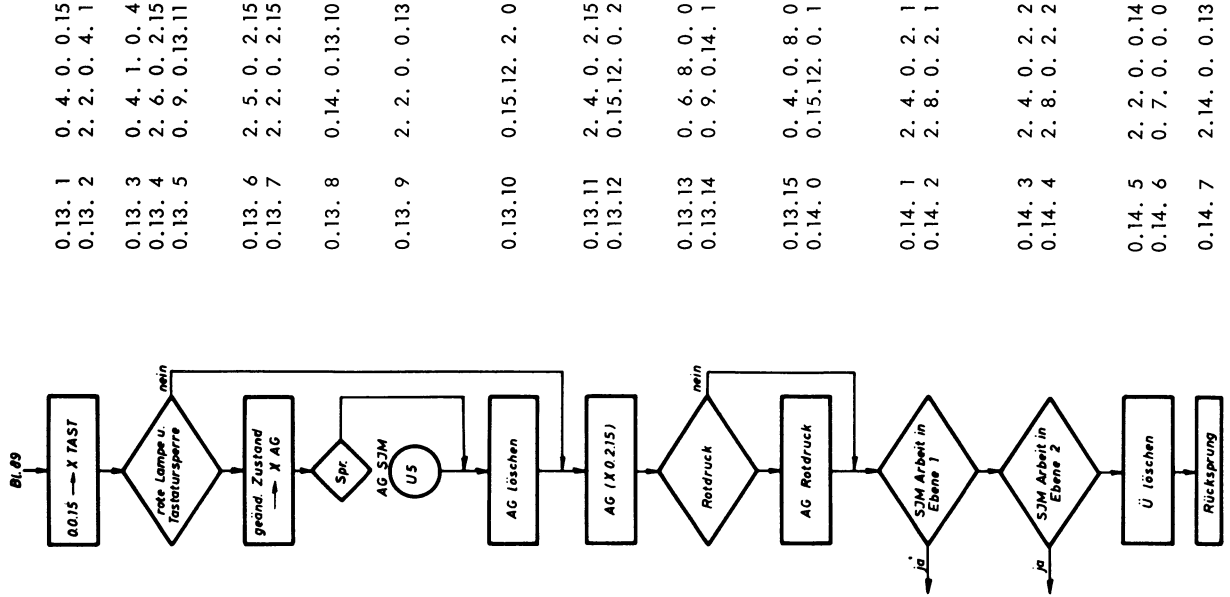 Bl. 89
0.0.15 → X TAST
rote Lampe u.
Tastatursperre
nein
geänd. Zustand
→ X AG
Spr.
AG SJM
U5
AG löschen
AG (X 0.2.15)
Rotdruck
nein
AG Rotdruck
SJM Arbeit in
Ebene 1
ja
SJM Arsbeit in
Ebene 2
ja
Ü löschen
Rücksprung
0.13. 1 0. 4. 0. 0.15
0.13. 2 2. 2. 0. 4. 1
0.13. 3 0. 4. 1. 0. 4
0.13. 4 2. 6. 0. 2.15
0.13. 5 0. 9. 0.13.11
0.13. 6 2. 5. 0. 2.15
0.13. 7 2. 2. 0. 2.15
0.13. 8 0.14. 0.13.10
0.13. 9 2. 2. 0. 0.13
0.13.10 0.15.12. 2. 0
0.13.11 2. 4. 0. 2.15
0.13.12 0.15.12. 0. 2
0.13.13 0. 6. 8. 0. 0
0.13.14 0. 9. 0.14. 1
0.13.15 0. 4. 0. 8. 0
0.14. 0 0.15.12. 0. 1
0.14. 1 2. 4. 0. 2. 1
0.14. 2 2. 8. 0. 2. 1
0.14. 3 2. 4. 0. 2. 2
0.14. 4 2. 8. 0. 2. 2
0.14. 5 2. 2. 0. 0.14
0.14. 6 0. 7. 0. 0. 0
0.14. 7 2.14. 0. 0.13